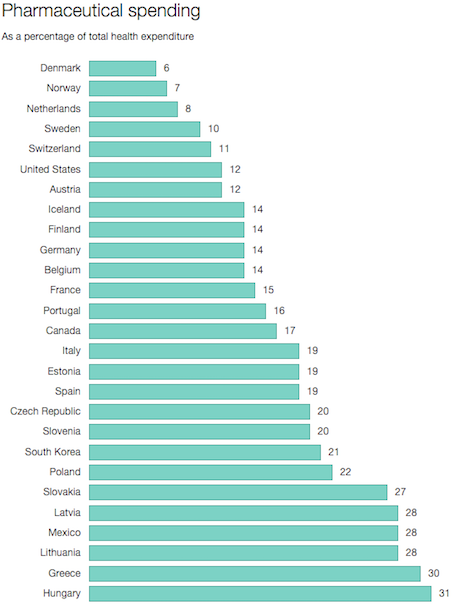 Pharmaceutical spending
As a percentage of total health expenditure
Denmark 6
Norway 7
Netherlands 8
Sweden 10
Switzerland 11
United States 12
Austria 12
Iceland 14
Finland 14
Germany 14
Belgium 14
France 15
Portugal 16
Canada 17
Italy 19
Estonia 19
Spain 19
Czech Republic 20
Slovenia 20
South Korea 21
Poland 22
Slovakia 27
Latvia 28
Mexico 28
Lithuania 28
Greece 30
Hungary 31